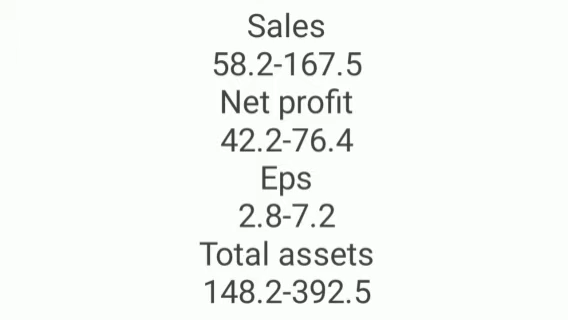 Sales
58.2-167.5
Net profit
42.2-76.4
Eps
2.8-7.2
Total assets
148.2-392.5